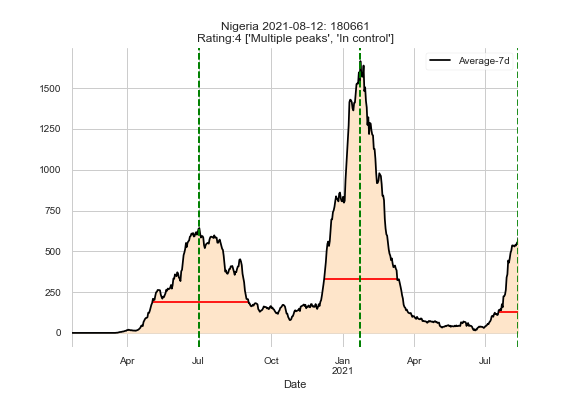 Nigeria 2021-08-12: 180661
Rating:4 ['Multiple peaks', 'In control']
Average-7d
1500
1250
1000
750
500
250
0
Apr
Jul
Oct
Jan
2021
Apr
Jul
Date